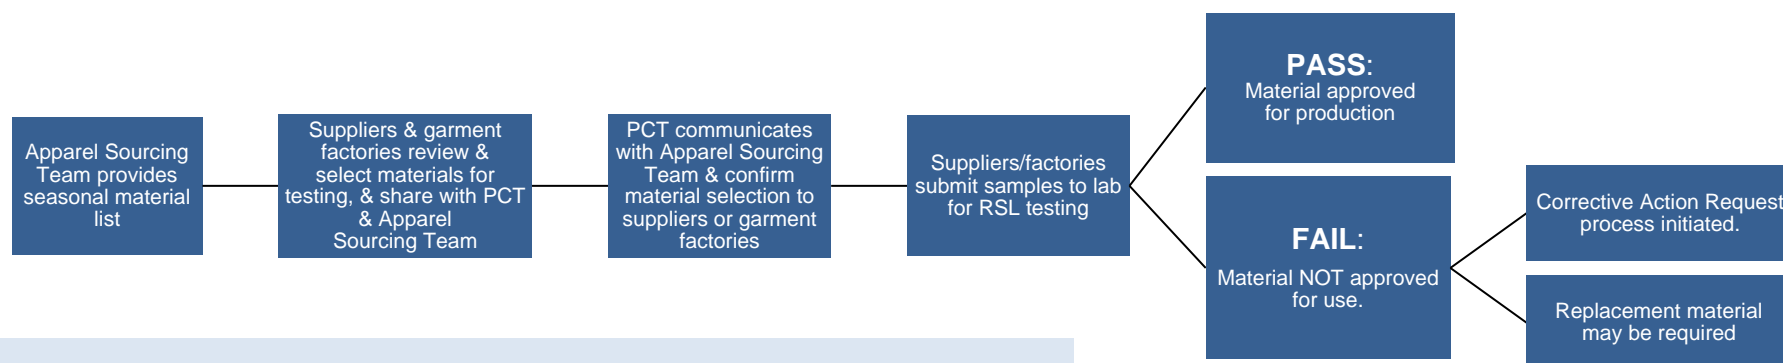 Apparel Sourcing
Team provides
seasonal material
list
Suppliers & garment
factories review &
select materials for
testing, & share with PCT
& Apparel
Sourcing Team
PCT communicates
with Apparel Sourcing
Team & confirm
material selection to
suppliers or garment
factories
Suppliers/factories
submit samples to lab
for RSL testing
PASS:
Material approved
for production
FAIL:
Material NOT approved
for use.
Corrective Action Request
process initiated.
Replacement material
may be required